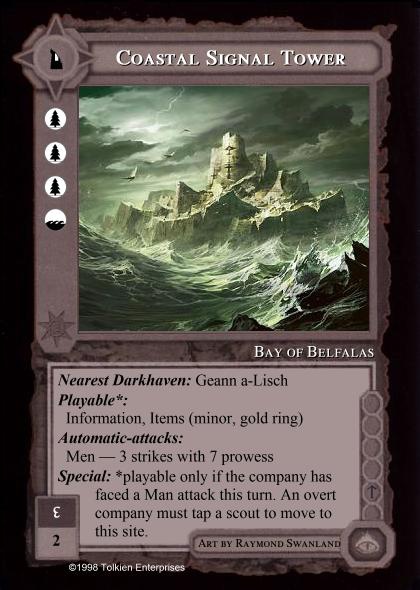 COASTAL SIGNAL TOWER
BAY OF BELFALAS
Nearest Darkhaven: Geann a-Lisch
Playable*:
Information, Items (minor, gold ring)
Automatic-attacks:
Men — 3 strikes with 7 prowess
Special: *playable only if the company has
faced a Man attack this turn. An overt
company must tap a scout to move to
this site.
ε
2
ART BY RAYMOND SWANLAND
©1998 Tolkien Enterprises